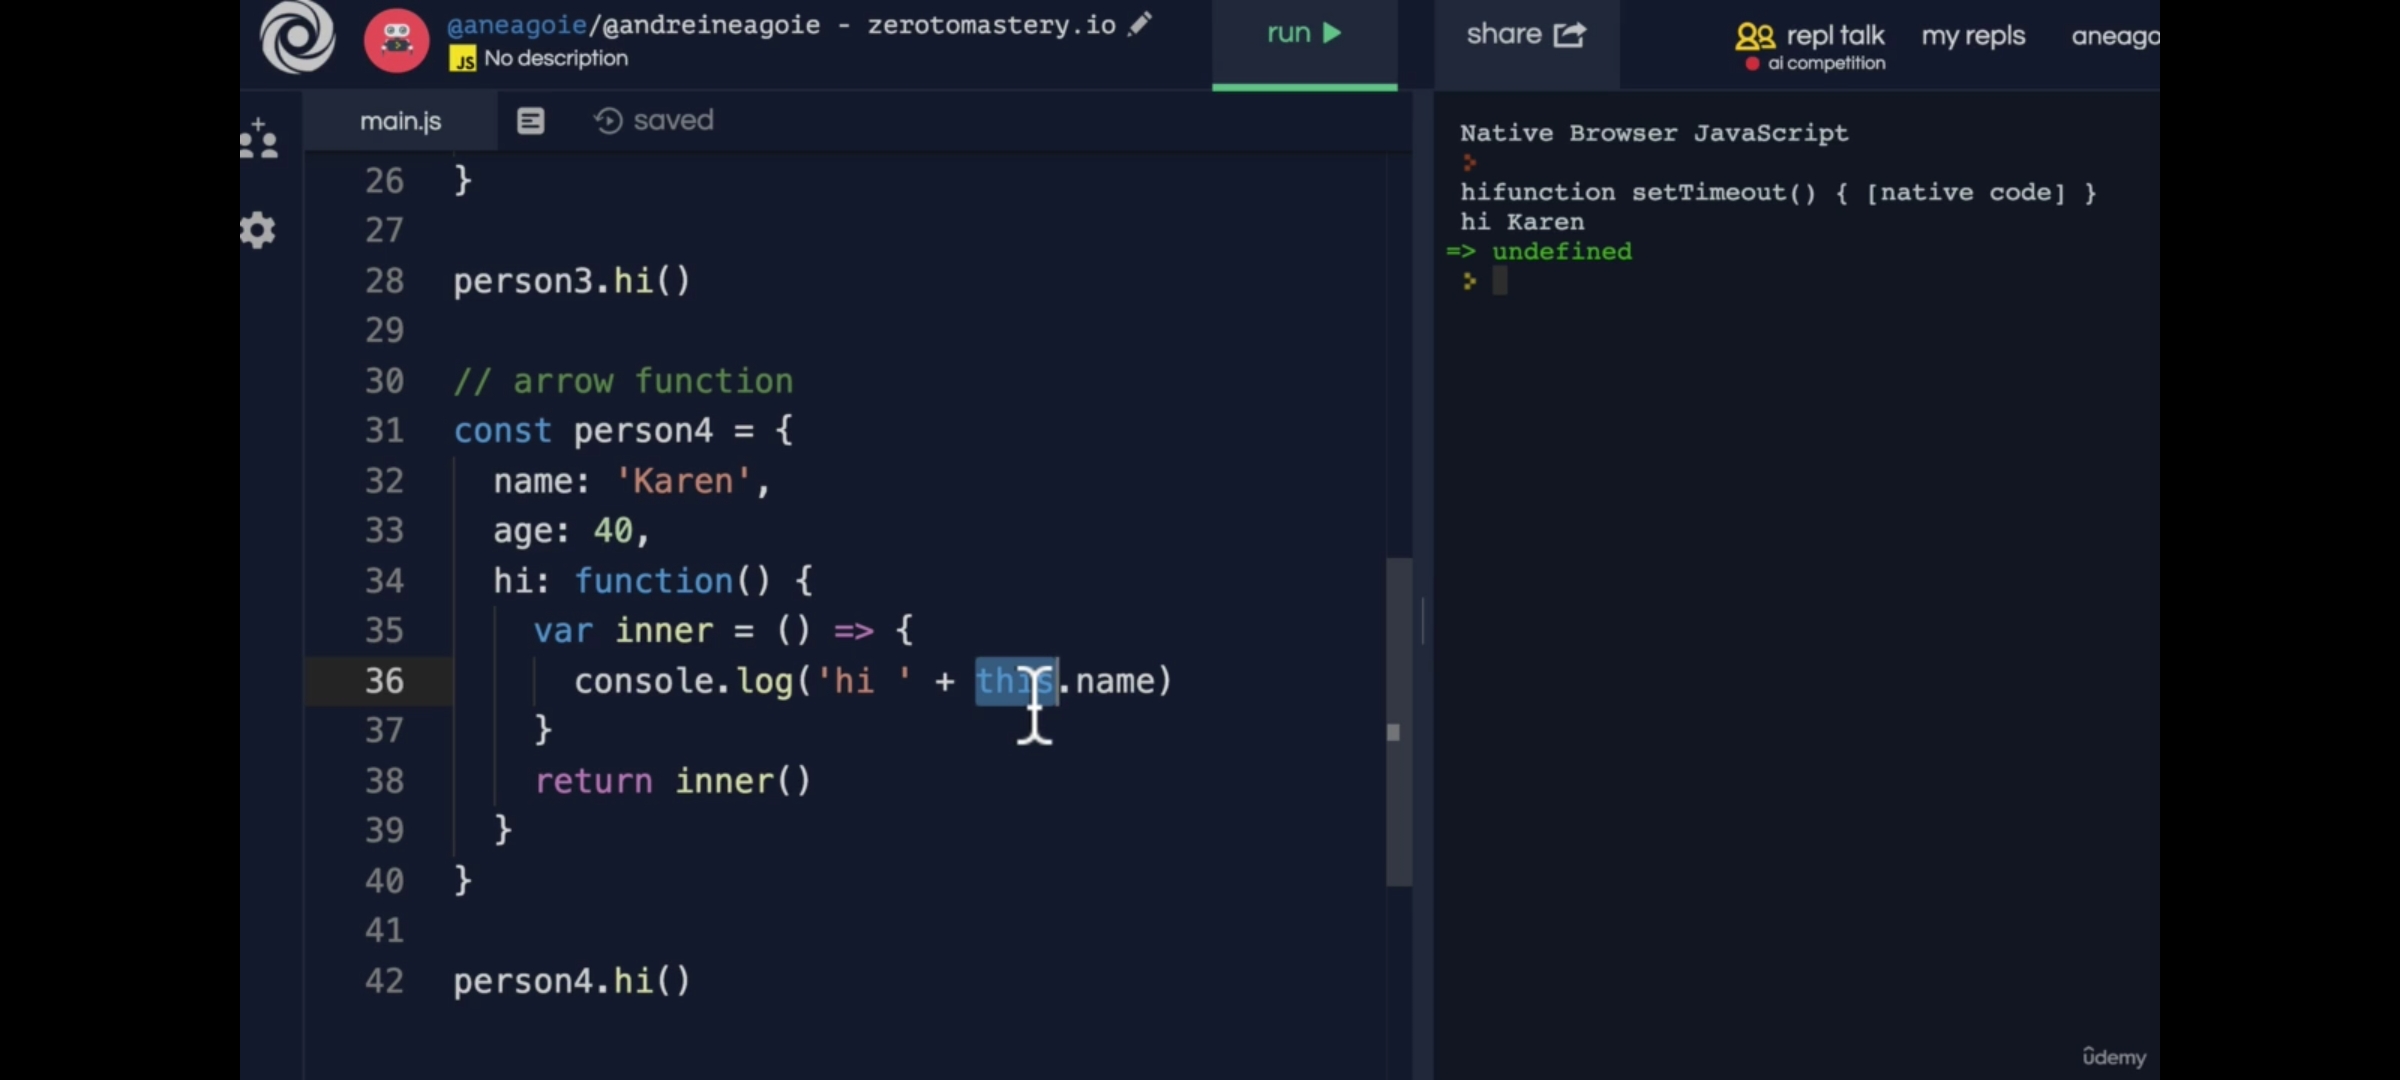 @aneagoie/@andreineagoie - zerotomastery.io
JS No description
run
share
repl talk
ai competition
my repls
aneago
main.js
saved
26 }
27
28 person3.hi()
29
30 // arrow function
31 const person4 = {
32 name: 'Karen',
33 age: 40,
34 hi: function() {
35 var inner = () => {
36 console.log('hi ' + this.name)
37 }
38 return inner()
39 }
40 }
41
42 person4.hi()
Native Browser JavaScript
hifunction setTimeout() { [native code] }
hi Karen
=> undefined
ûdemy